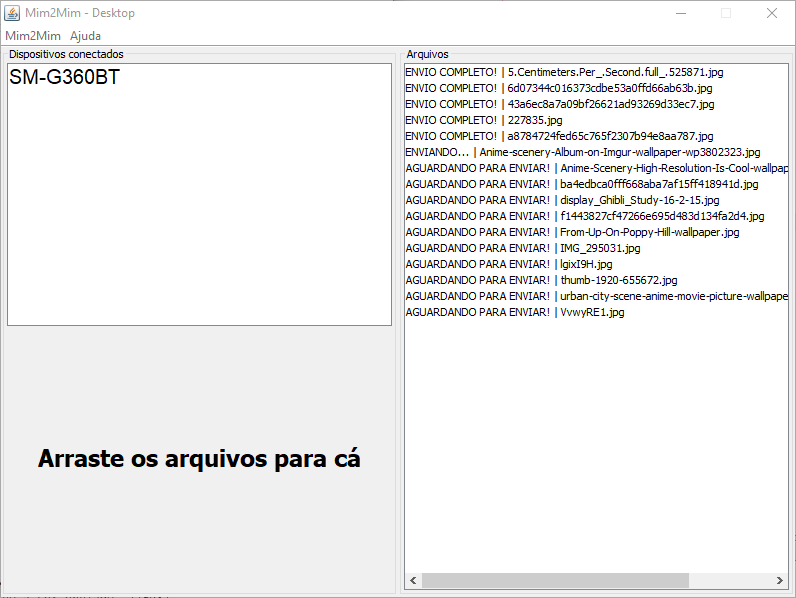 Mim2Mim - Desktop
Mim2Mim Ajuda
Dispositivos conectados
SM-G360BT
Arraste os arquivos para cá
Arquivos
ENVIO COMPLETO! | 5.Centimeters.Per_.Second.full_.525871.jpg
ENVIO COMPLETO! | 6d07344c016373cdbe53a0ffd66ab63b.jpg
ENVIO COMPLETO! | 43a6ec8a7a09bf26621ad93269d33ec7.jpg
ENVIO COMPLETO! | 227835.jpg
ENVIO COMPLETO! | a8784724fed65c765f2307b94e8aa787.jpg
ENVIANDO... | Anime-scenery-Album-on-Imgur-wallpaper-wp3802323.jpg
AGUARDANDO PARA ENVIAR! | Anime-Scenery-High-Resolution-Is-Cool-wallpap
AGUARDANDO PARA ENVIAR! | ba4edbca0fff668aba7af15ff418941d.jpg
AGUARDANDO PARA ENVIAR! | display_Ghibli_Study-16-2-15.jpg
AGUARDANDO PARA ENVIAR! | f1443827cf47266e695d483d134fa2d4.jpg
AGUARDANDO PARA ENVIAR! | From-Up-On-Poppy-Hill-wallpaper.jpg
AGUARDANDO PARA ENVIAR! | IMG_295031.jpg
AGUARDANDO PARA ENVIAR! | lgixI9H.jpg
AGUARDANDO PARA ENVIAR! | thumb-1920-655672.jpg
AGUARDANDO PARA ENVIAR! | urban-city-scene-anime-movie-picture-wallpape
AGUARDANDO PARA ENVIAR! | VvwyRE1.jpg